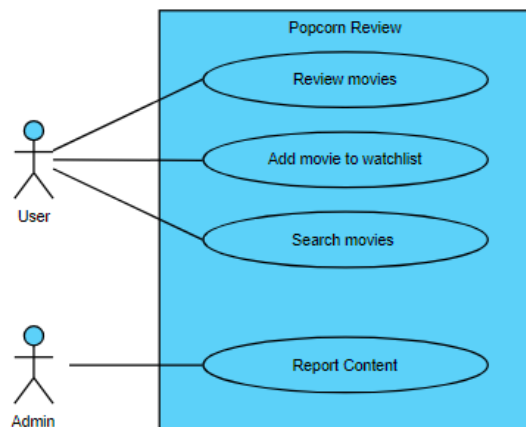 Popcorn Review
Review movies
Add movie to watchlist
User
Search movies
Report Content
Admin